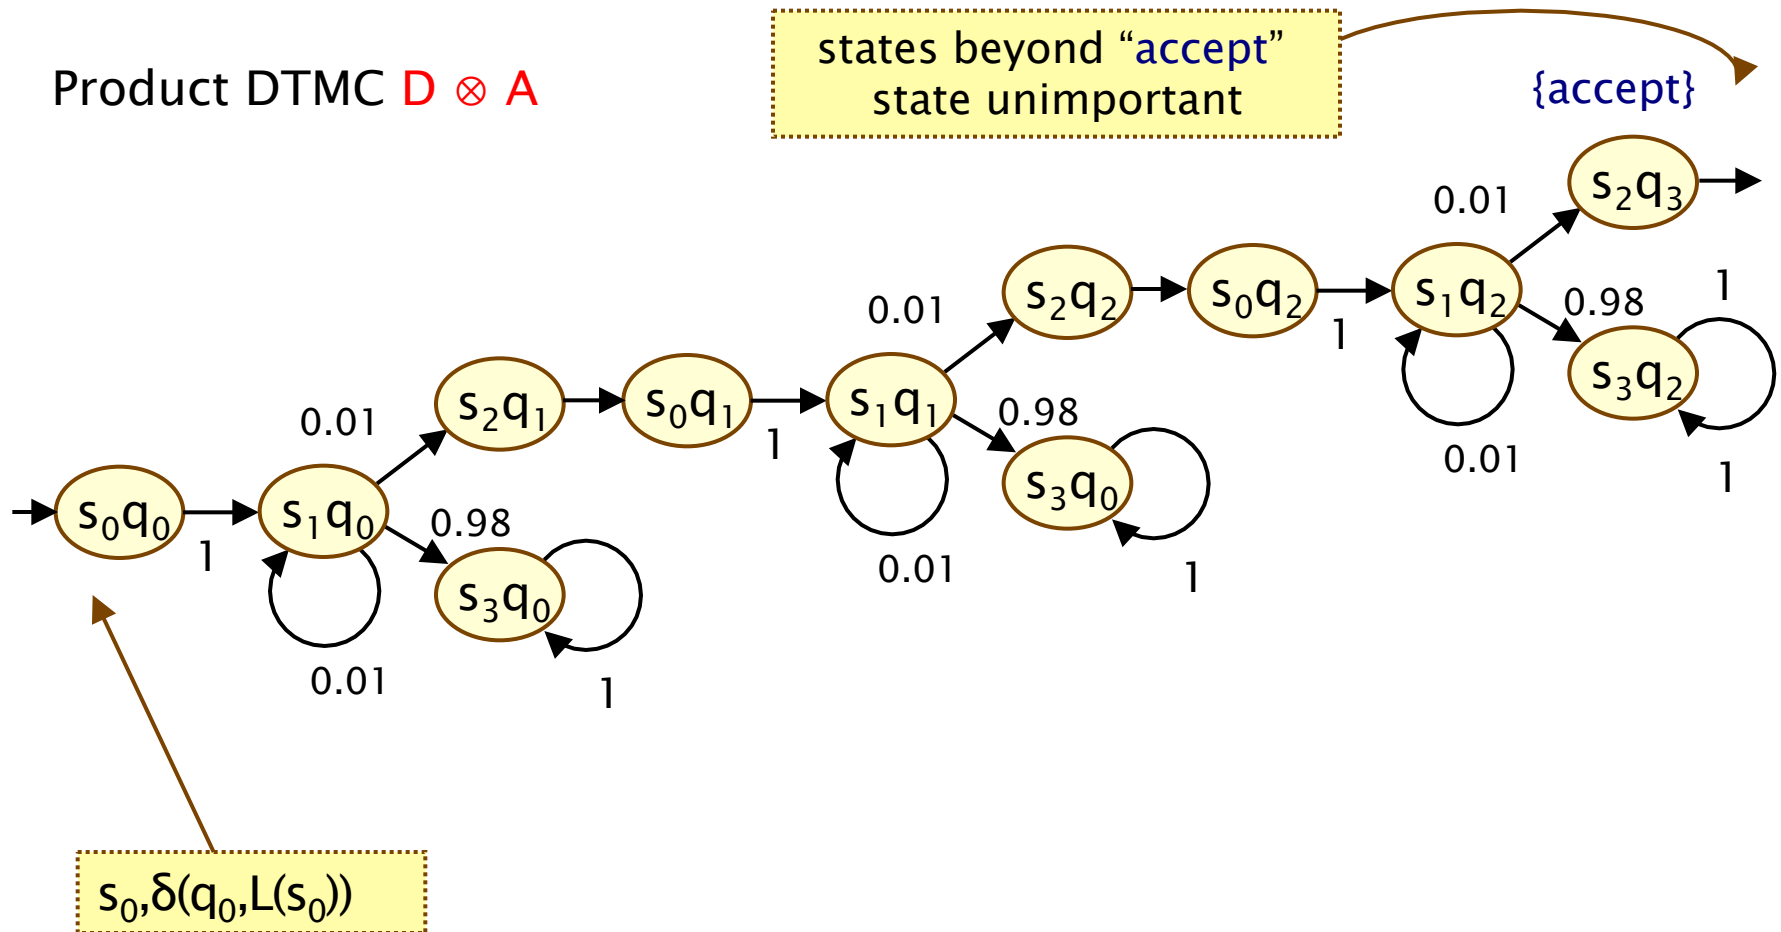 Product DTMC D ⊗ A
states beyond “accept”
state unimportant
{accept}
s₂q₃
0.01
s₂q₂
s₀q₂
1
s₁q₂
0.98
1
s₃q₂
0.01
1
0.01
s₂q₁
s₀q₁
1
s₁q₁
0.98
s₃q₀
0.01
1
0.01
s₀q₀
1
s₁q₀
0.98
s₃q₀
0.01
1
s₀,δ(q₀,L(s₀))